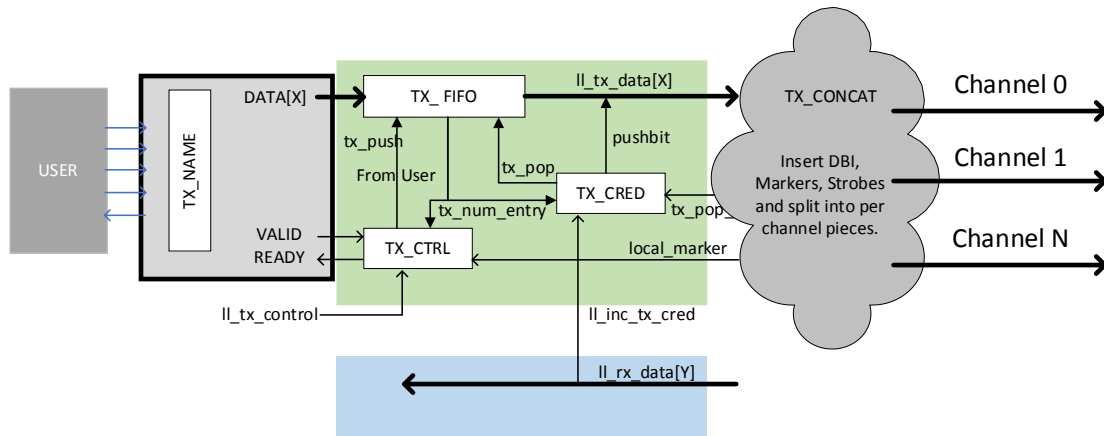 USER
TX_NAME
DATA[X]
VALID
READY
TX_ FIFO
ll_tx_data[X]
tx_push
From User
tx_pop
pushbit
TX_CRED
tx_num_entry
tx_pop_
TX_CTRL
local_marker
ll_tx_control
ll_inc_tx_cred
ll_rx_data[Y]
TX_CONCAT
Insert DBI,
Markers, Strobes
and split into per
channel pieces.
Channel 0
Channel 1
Channel N